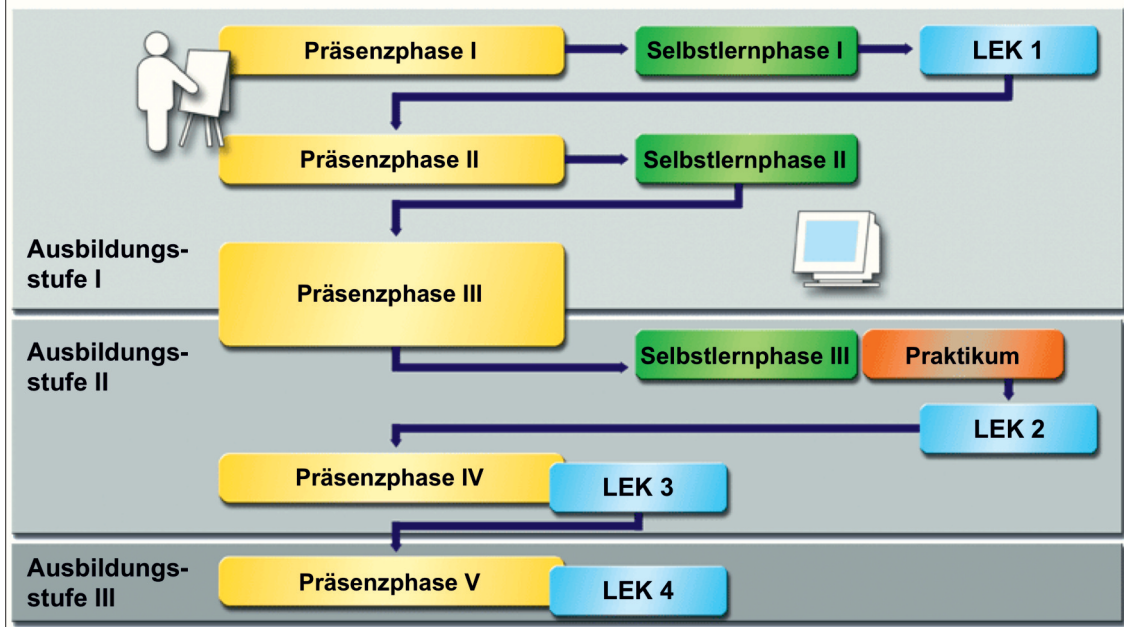 Präsenzphase I
Selbstlernphase I
LEK 1
Präsenzphase II
Selbstlernphase II
Ausbildungs-
stufe I
Präsenzphase III
Ausbildungs-
stufe II
Selbstlernphase III
Praktikum
LEK 2
Präsenzphase IV
LEK 3
Ausbildungs-
stufe III
Präsenzphase V
LEK 4